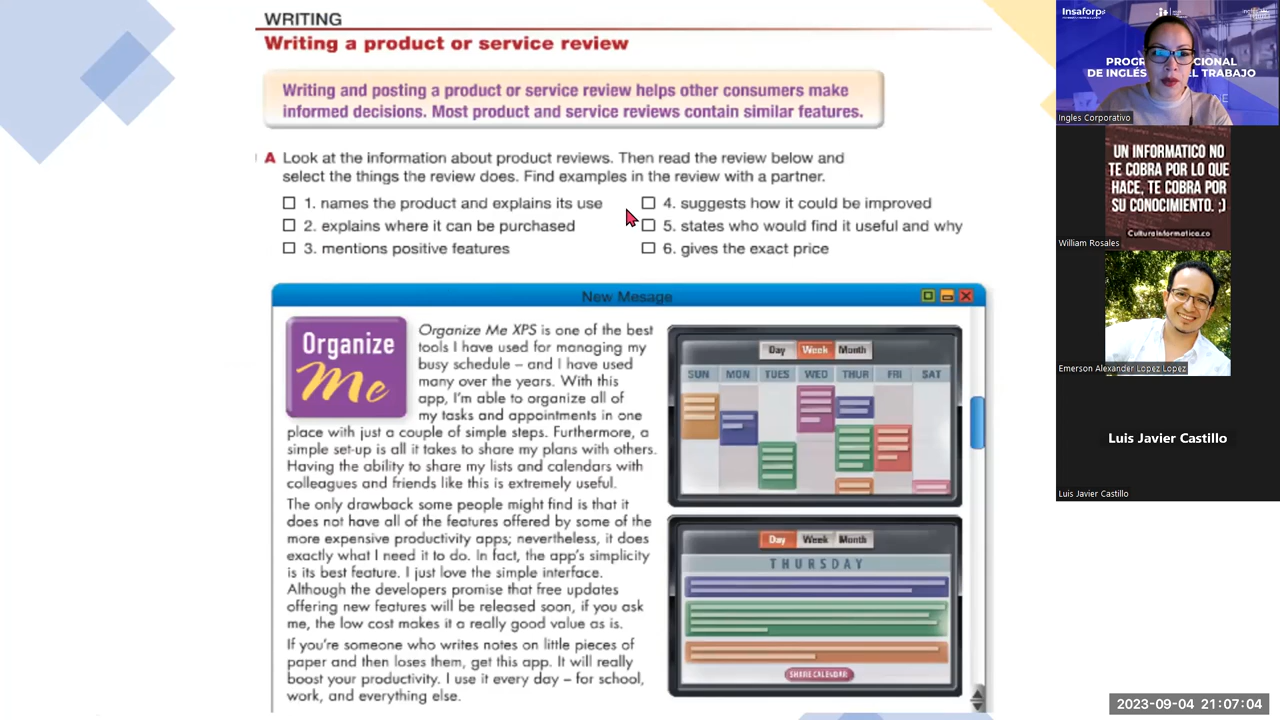 WRITING
Writing a product or service review
Writing and posting a product or service review helps other consumers make
informed decisions. Most product and service reviews contain similar features.
A Look at the information about product reviews. Then read the review below and
select the things the review does. Find examples in the review with a partner.
1. names the product and explains its use
2. explains where it can be purchased
3. mentions positive features
4. suggests how it could be improved
5. states who would find it useful and why
6. gives the exact price
New Mesage
Organize
Me
Organize Me XPS is one of the best
tools I have used for managing my
busy schedule – and I have used
many over the years. With this
app, I'm able to organize all of
my tasks and appointments in one
place with just a couple of simple steps. Furthermore, a
simple set-up is all it takes to share my plans with others.
Having the ability to share my lists and calendars with
colleagues and friends like this is extremely useful.
The only drawback some people might find is that it
does not have all of the features offered by some of the
more expensive productivity apps; nevertheless, it does
exactly what I need it to do. In fact, the app's simplicity
is its best feature. I just love the simple interface.
Although the developers promise that free updates
offering new features will be released soon, if you ask
me, the low cost makes it a really good value as is.
If you're someone who writes notes on little pieces of
paper and then loses them, get this app. It will really
boost your productivity. I use it every day – for school,
work, and everything else.
Day Week Month
SUN MON TUES WED THUR FRI SAT
Day Week Month
THURSDAY
SHARE CALENDAR
Insaforp
Ingles Corporativo
UN INFORMATICO NO
TE COBRA POR LO QUE
HACE, TE COBRA POR
SU CONOCIMIENTO. ;)
CulturaInformatica.co
William Rosales
Emerson Alexander Lopez Lopez
Luis Javier Castillo
Luis Javier Castillo
2023-09-04 21:07:04